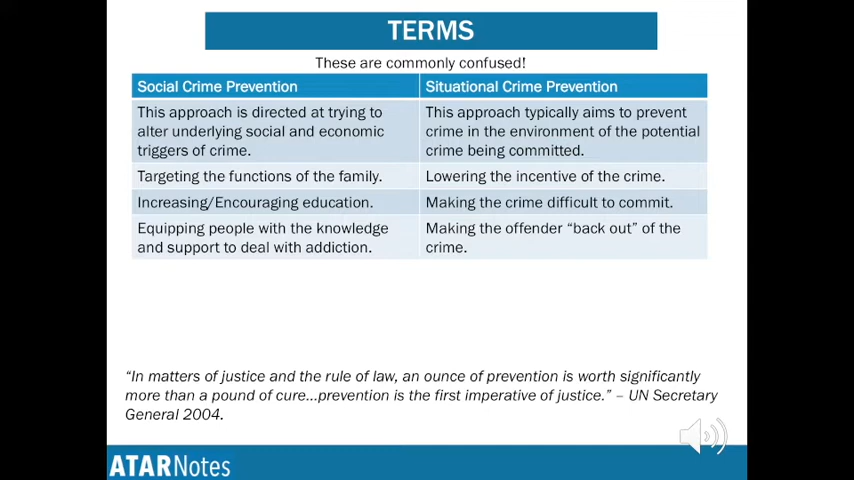 TERMS
These are commonly confused!
Social Crime Prevention
Situational Crime Prevention
This approach is directed at trying to
alter underlying social and economic
triggers of crime.
This approach typically aims to prevent
crime in the environment of the potential
crime being committed.
Targeting the functions of the family.
Lowering the incentive of the crime.
Increasing/Encouraging education.
Making the crime difficult to commit.
Equipping people with the knowledge
and support to deal with addiction.
Making the offender “back out” of the
crime.
“In matters of justice and the rule of law, an ounce of prevention is worth significantly
more than a pound of cure...prevention is the first imperative of justice.” – UN Secretary
General 2004.
ATARNotes